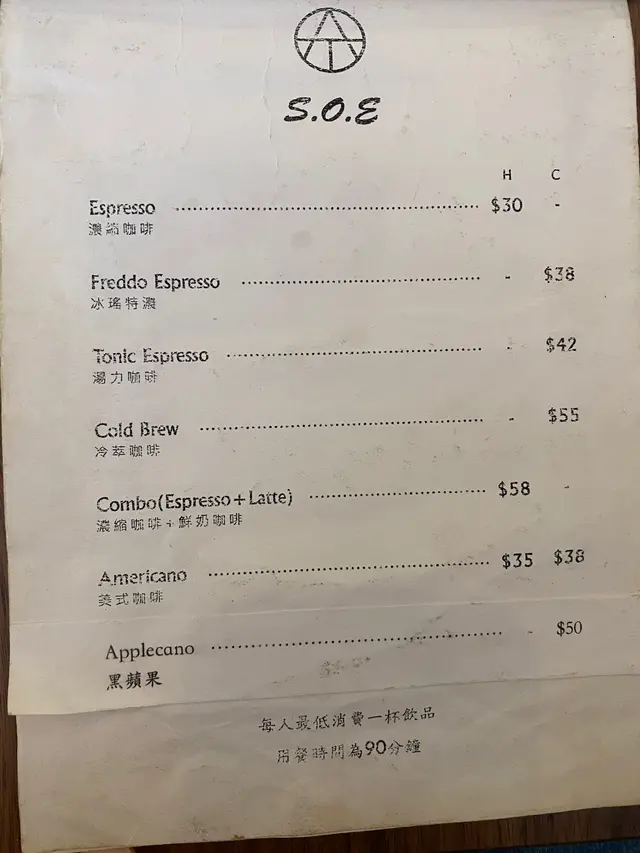 S.O.E
H C
Espresso $30 -
濃縮咖啡
Freddo Espresso - $38
冰瑤特濃
Tonic Espresso - $42
湯力咖啡
Cold Brew - $55
冷萃咖啡
Combo(Espresso+Latte) $58 -
濃縮咖啡+鮮奶咖啡
Americano $35 $38
美式咖啡
Applecano - $50
黑蘋果
每人最低消費一杯飲品
用餐時間為90分鐘